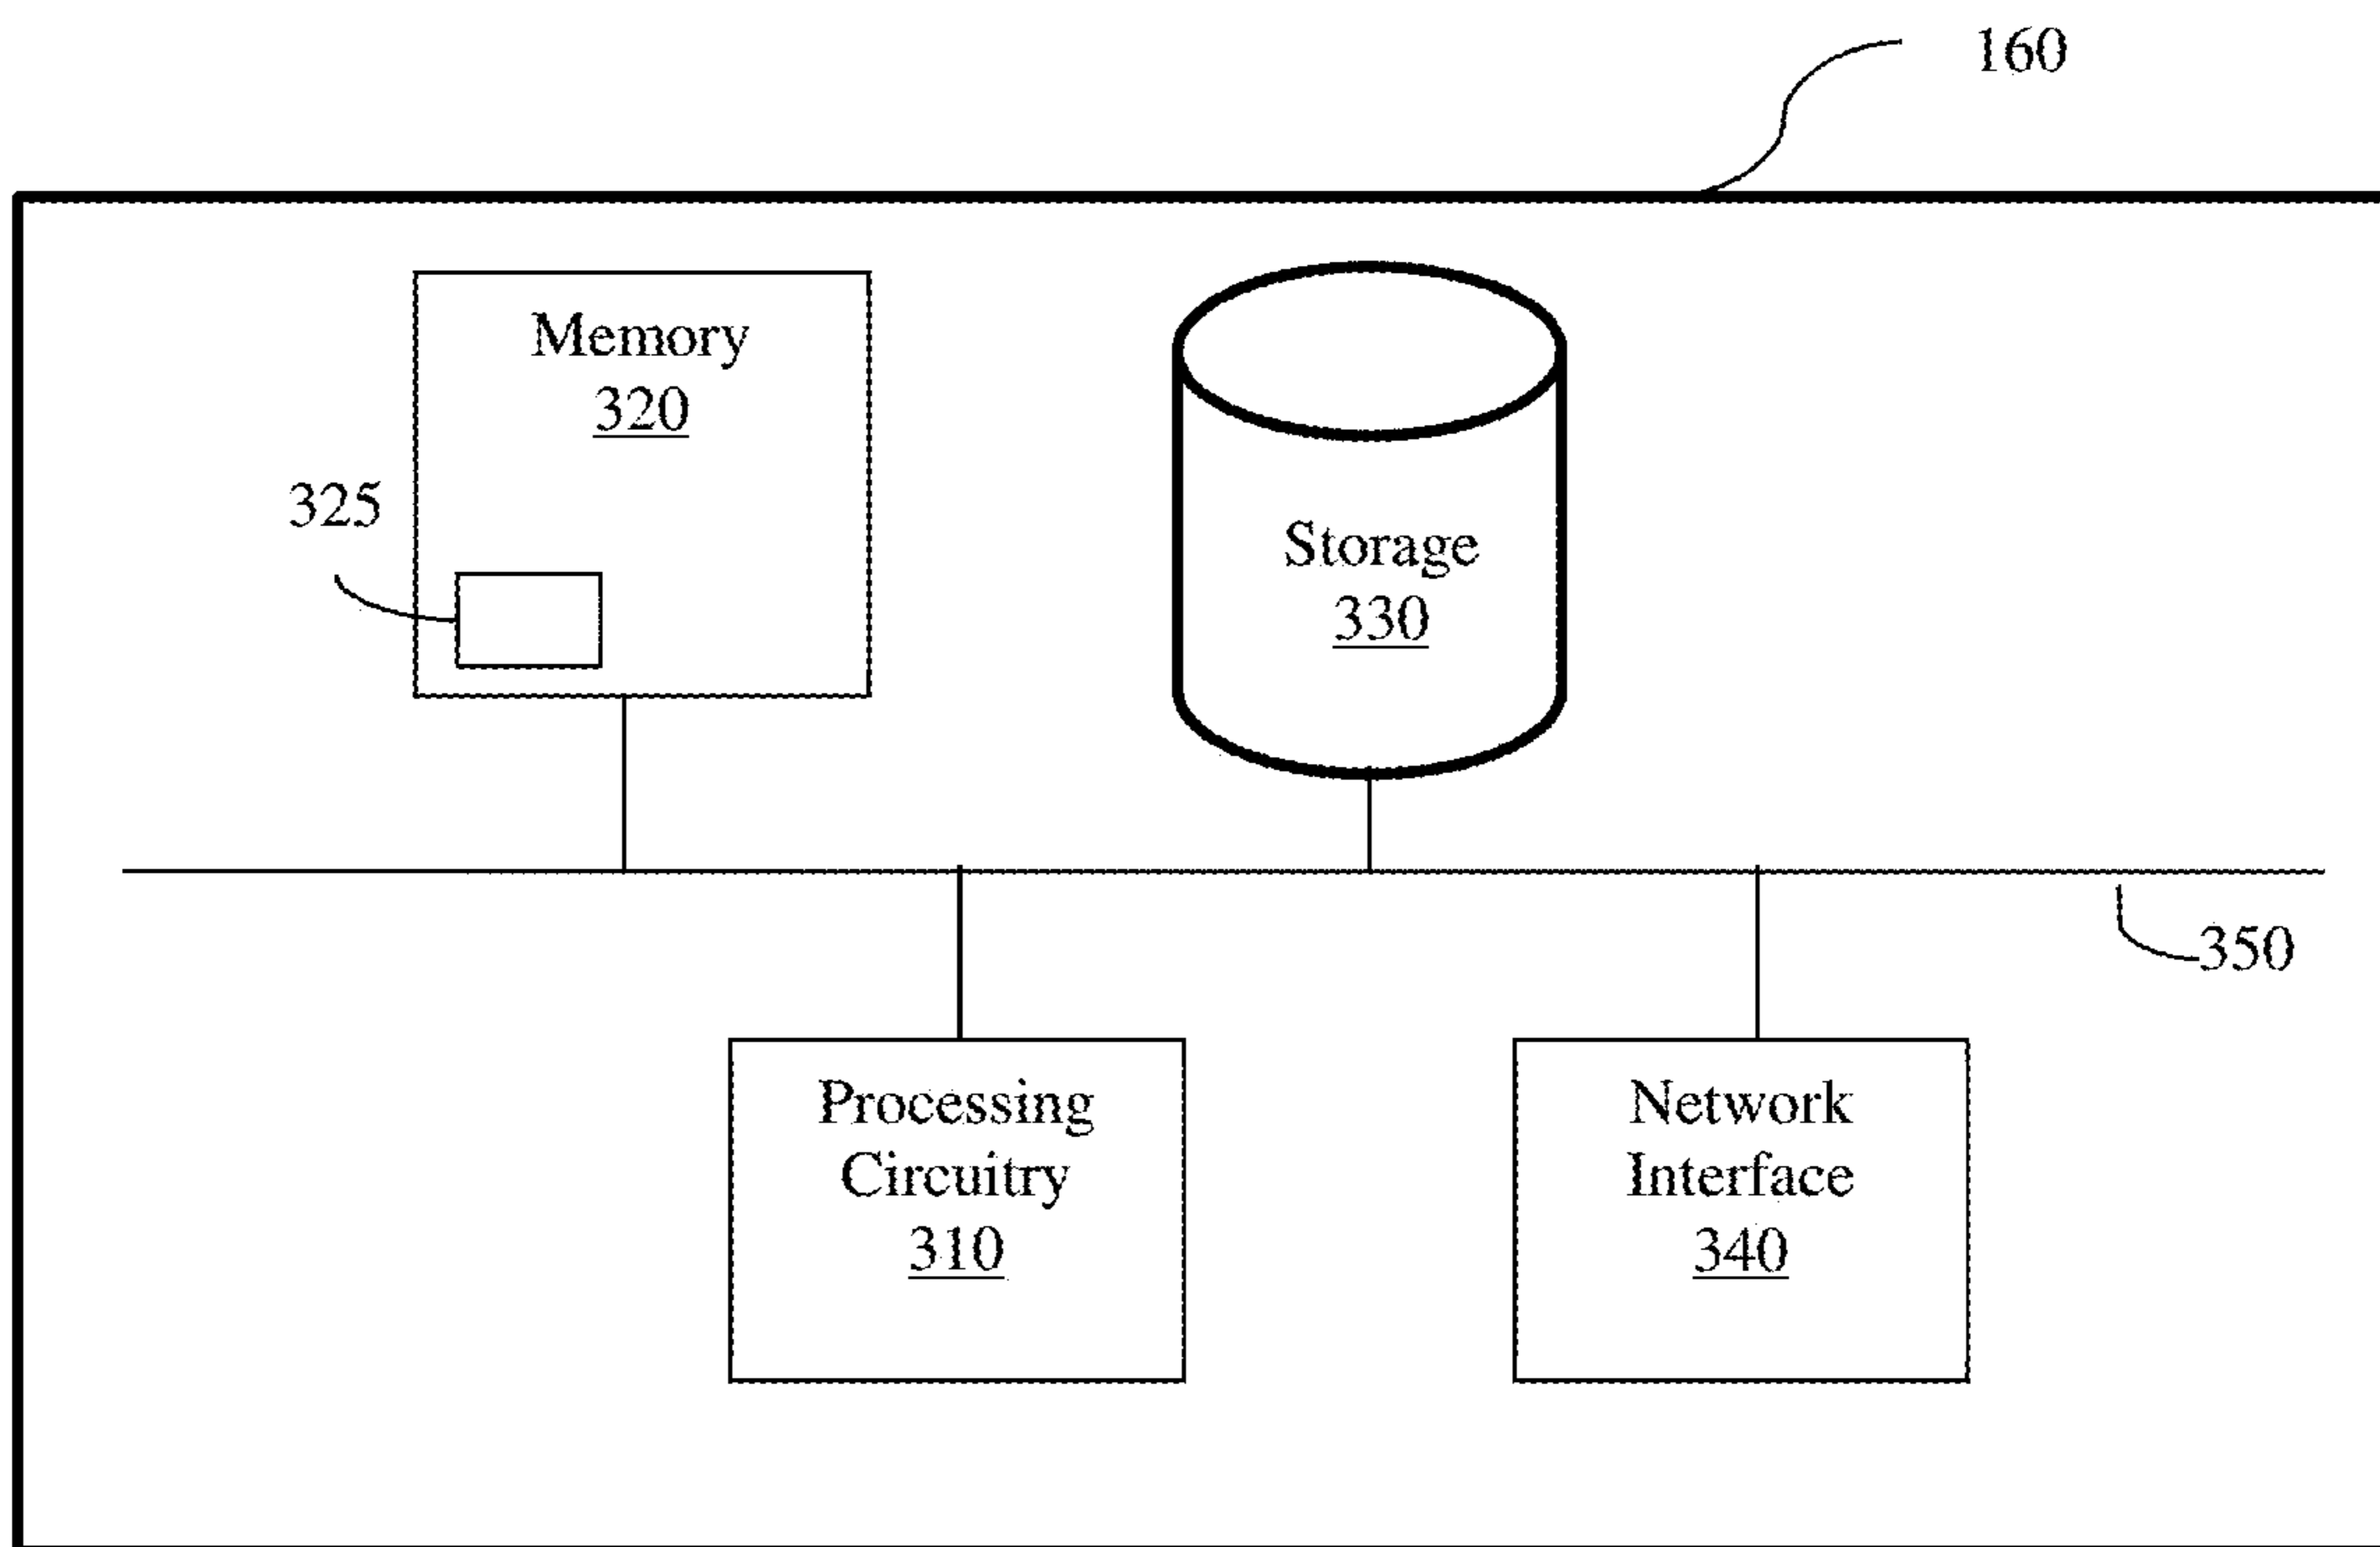 160
Memory
320
325
Storage
330
350
Processing
Circuitry
310
Network
Interface
340